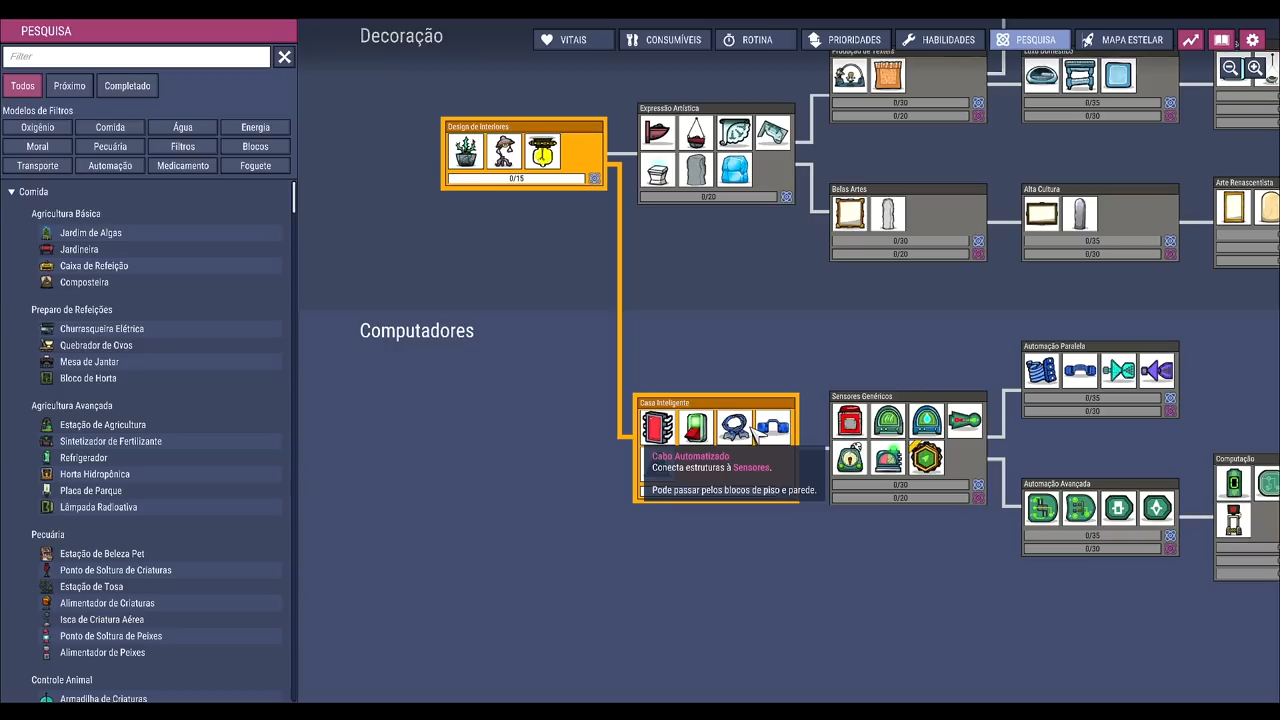 PESQUISA
Filter
Todos
Próximo
Completado
Modelos de Filtros
Oxigênio
Comida
Água
Energia
Moral
Pecuária
Filtros
Blocos
Transporte
Automação
Medicamento
Foguete
Comida
Agricultura Básica
Jardim de Algas
Jardineira
Caixa de Refeição
Composteira
Preparo de Refeições
Churrasqueira Elétrica
Quebrador de Ovos
Mesa de Jantar
Bloco de Horta
Agricultura Avançada
Estação de Agricultura
Sintetizador de Fertilizante
Refrigerador
Horta Hidropônica
Placa de Parque
Lâmpada Radioativa
Pecuária
Estação de Beleza Pet
Ponto de Soltura de Criaturas
Estação de Tosa
Alimentador de Criaturas
Isca de Criatura Aérea
Ponto de Soltura de Peixes
Alimentador de Peixes
Controle Animal
Armadilha de Criaturas
VITAIS
CONSUMÍVEIS
ROTINA
PRIORIDADES
HABILIDADES
PESQUISA
MAPA ESTELAR
Decoração
Design de Interiores
0/15
Expressão Artística
0/20
Produção de Têxteis
0/30
0/20
Luxo Doméstico
0/35
0/30
Belas Artes
0/30
0/20
Alta Cultura
0/35
0/30
Arte Renascentista
Computadores
Casa Inteligente
Cabo Automatizado
Conecta estruturas à Sensores.
Pode passar pelos blocos de piso e parede.
Sensores Genéricos
0/30
0/20
Automação Paralela
0/35
0/30
Automação Avançada
0/35
0/30
Computação